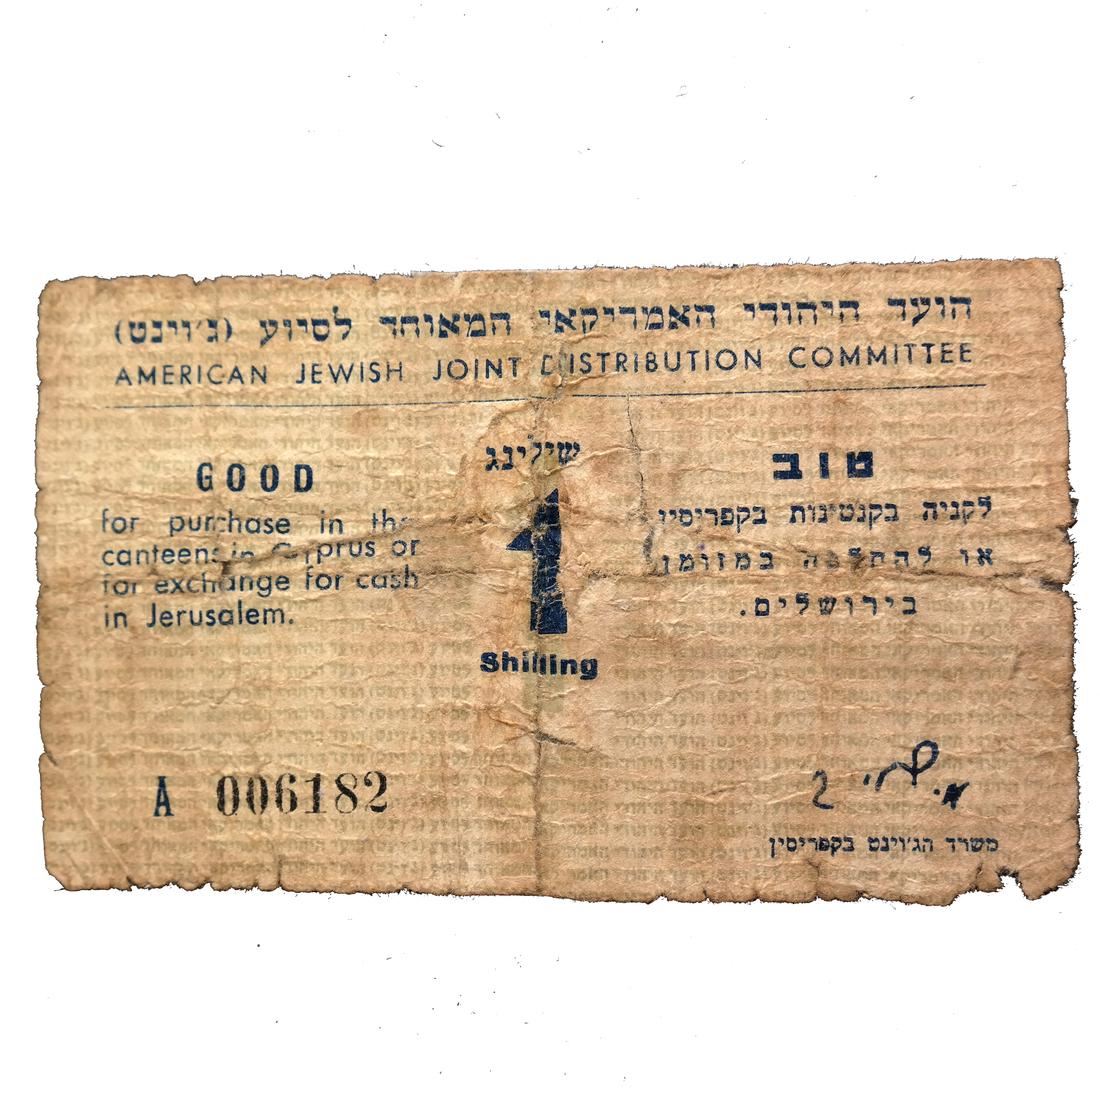 הועד היהודי האמריקאי המאוחד לסיוע (ג׳וינט)
AMERICAN JEWISH JOINT DISTRIBUTION COMMITTEE
GOOD
for purchase in the
canteens in Cyprus or
for exchange for cash
in Jerusalem.
שילינג
1
Shilling
טוב
לקניה בקנטינות בקפריסין
או להחלפה במזומן
בירושלים.
A 006182
משרד הג׳וינט בקפריסין